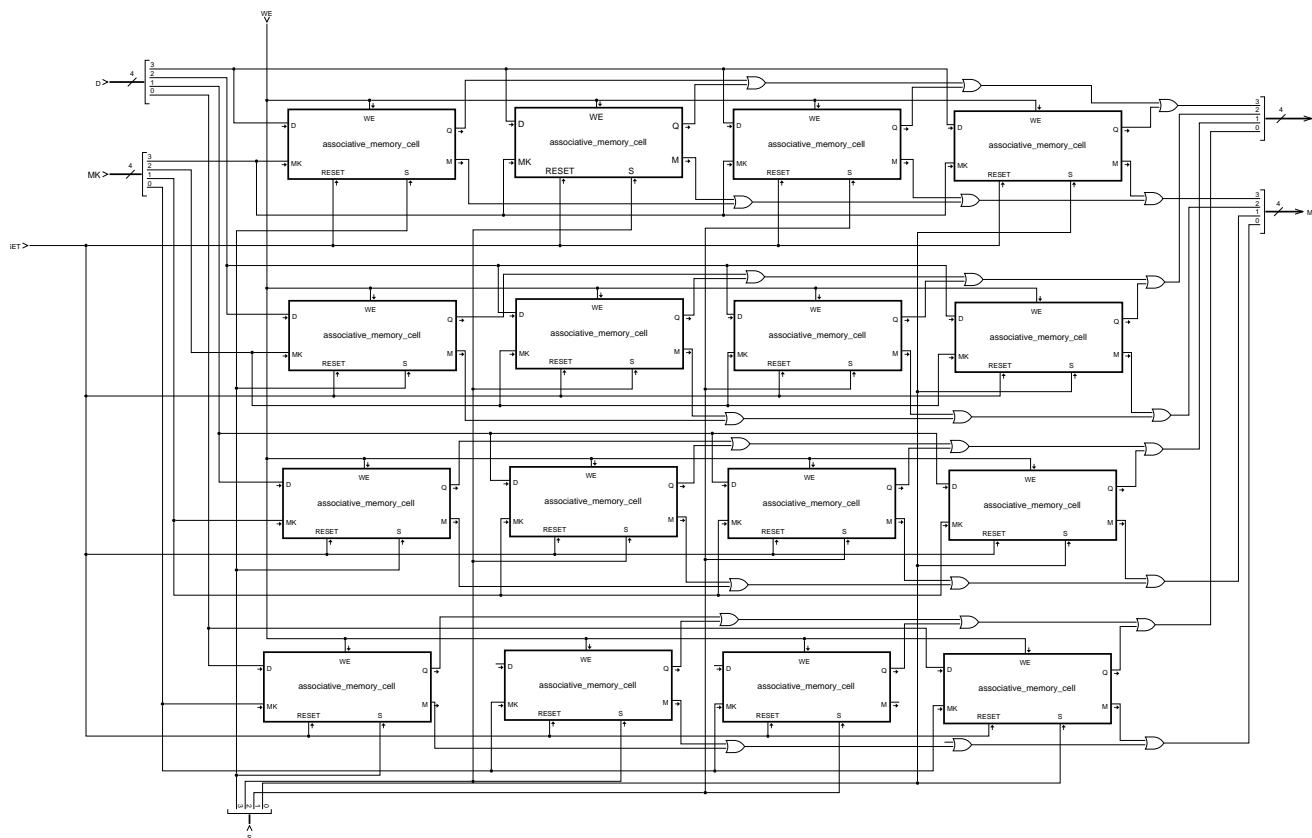 WE
D> 4 3 2 1 0
MK> 4 3 2 1 0
SET>
WE WE WE WE
D Q D Q D Q D Q
associative_memory_cell associative_memory_cell associative_memory_cell associative_memory_cell
MK M MK M MK M MK M
RESET S RESET S RESET S RESET S
3 2 1 0 4
3 2 1 0 4 M
WE WE WE WE
D Q D Q D Q D Q
associative_memory_cell associative_memory_cell associative_memory_cell associative_memory_cell
MK M MK M MK M MK M
RESET S RESET S RESET S RESET S
WE WE WE WE
D Q D Q D Q D Q
associative_memory_cell associative_memory_cell associative_memory_cell associative_memory_cell
MK M MK M MK M MK M
RESET S RESET S RESET S RESET S
WE WE WE WE
D Q D Q D Q D Q
associative_memory_cell associative_memory_cell associative_memory_cell associative_memory_cell
MK M MK M MK M MK M
RESET S RESET S RESET S RESET S
3 2 1 0
S